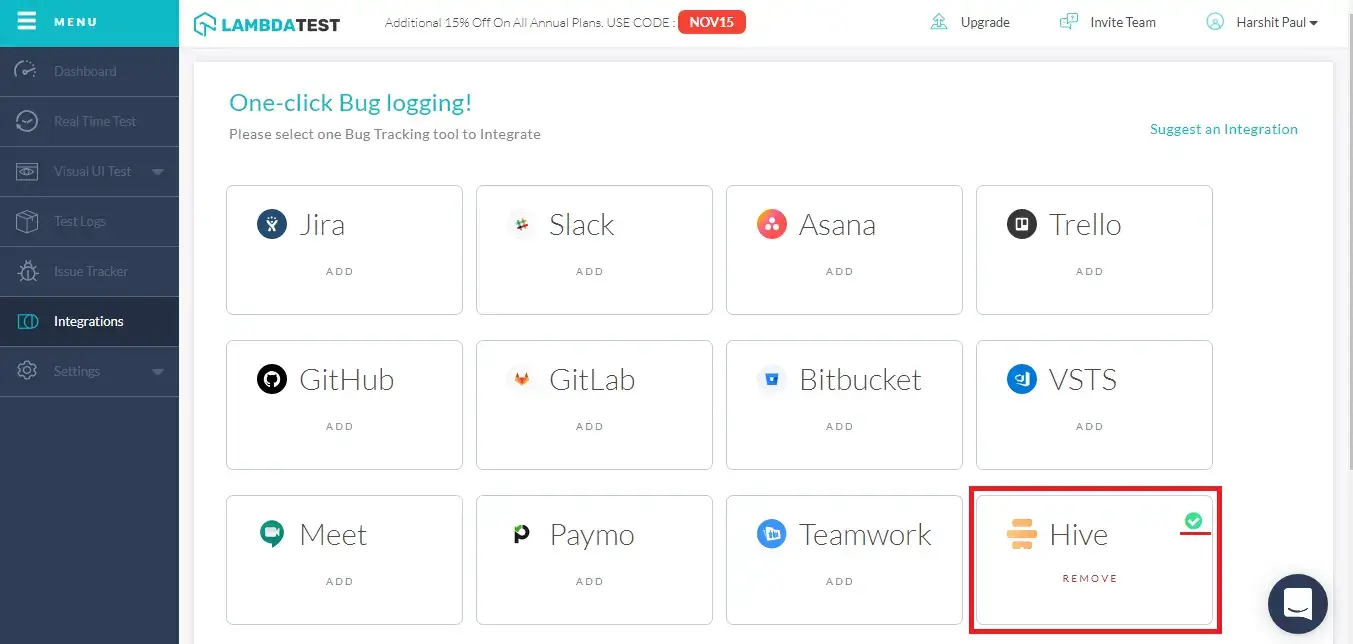 MENU
LAMBDATEST
Additional 15% Off On All Annual Plans. USE CODE : NOV15
Upgrade
Invite Team
Harshit Paul
Dashboard
Real Time Test
Visual UI Test
Test Logs
Issue Tracker
Integrations
Settings
One-click Bug logging!
Please select one Bug Tracking tool to Integrate
Suggest an Integration
Jira
ADD
Slack
ADD
Asana
ADD
Trello
ADD
GitHub
ADD
GitLab
ADD
Bitbucket
ADD
VSTS
ADD
Meet
ADD
Paymo
ADD
Teamwork
ADD
Hive
REMOVE